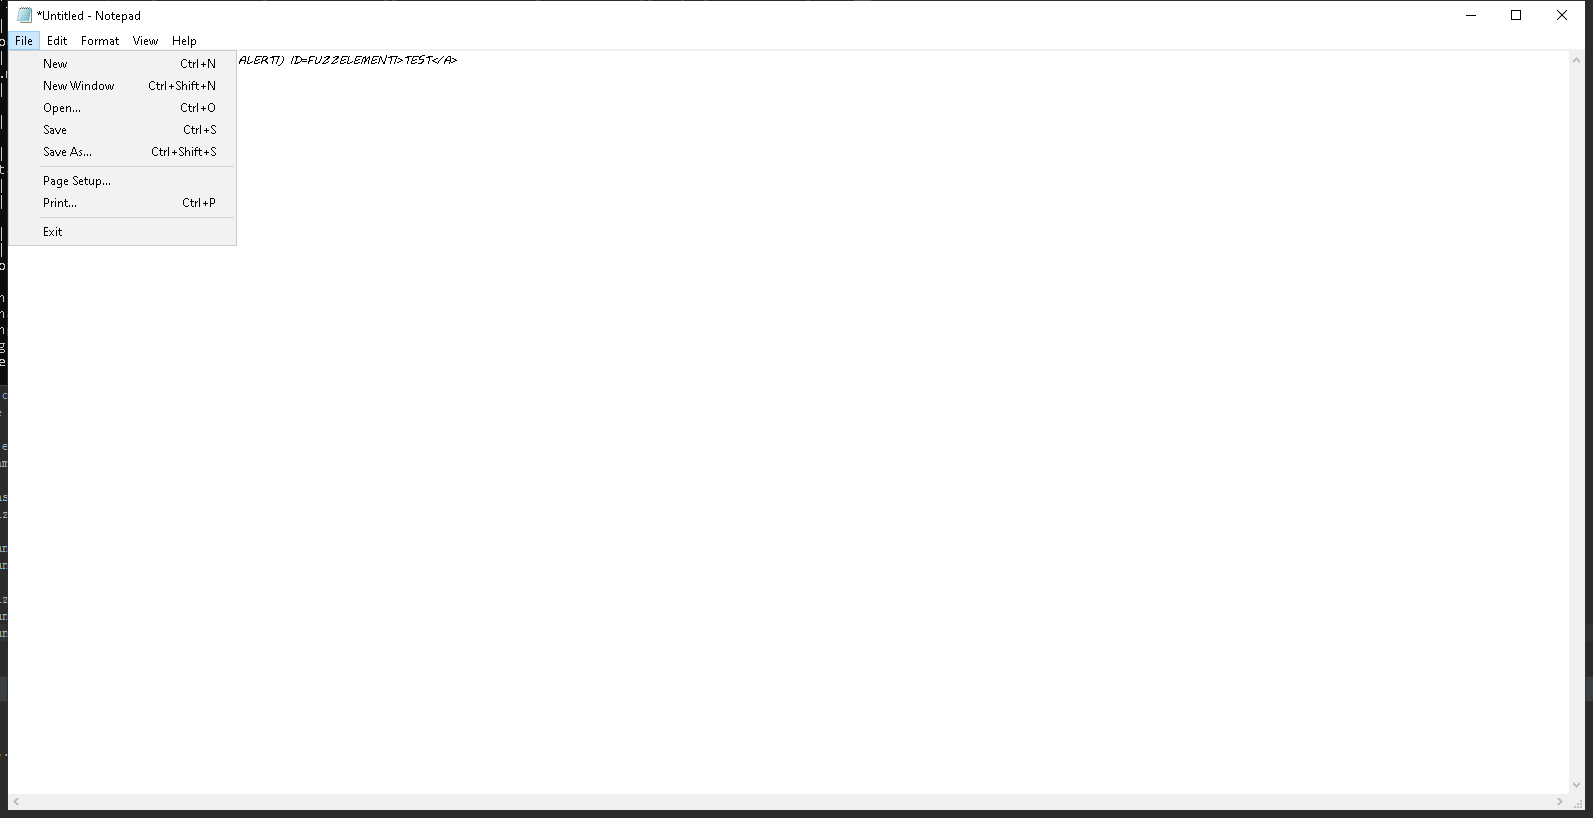 *Untitled - Notepad
File Edit Format View Help
ALERT1) ID=FUZZELEMENT1>TEST</A>
New Ctrl+N
New Window Ctrl+Shift+N
Open... Ctrl+O
Save Ctrl+S
Save As... Ctrl+Shift+S
Page Setup...
Print... Ctrl+P
Exit